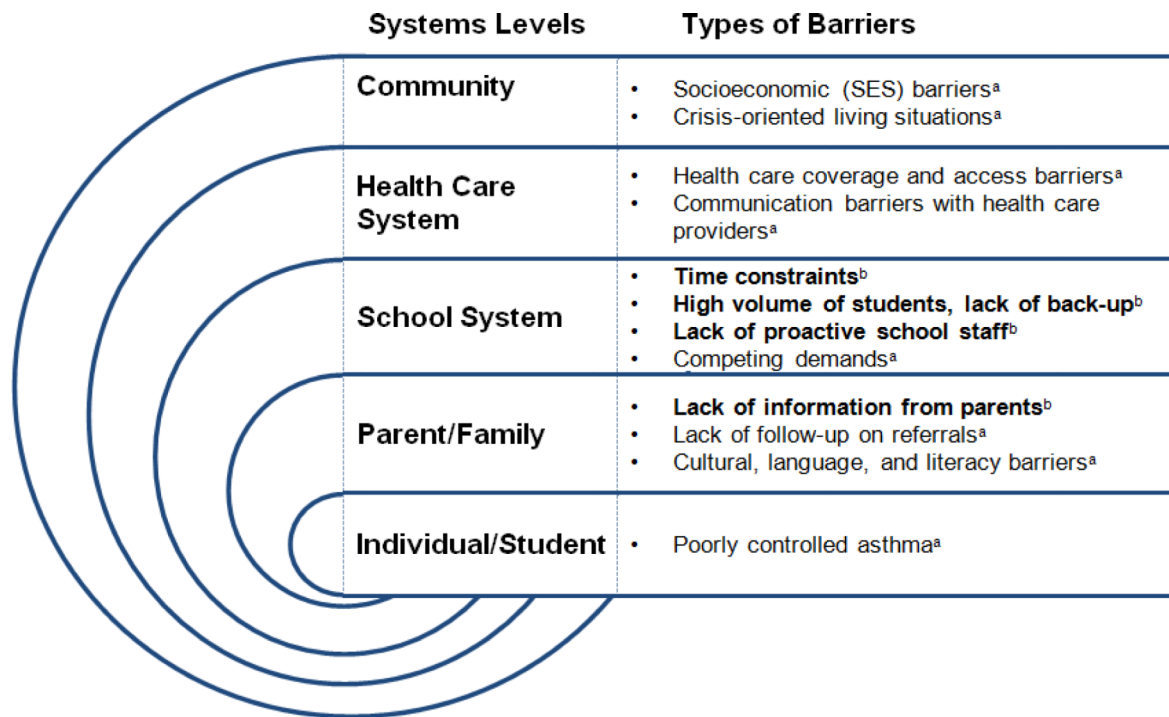 Systems Levels Types of Barriers
Community
• Socioeconomic (SES) barriersᵃ
• Crisis-oriented living situationsᵃ
Health Care
System
• Health care coverage and access barriersᵃ
• Communication barriers with health care
providersᵃ
School System
• Time constraintsᵇ
• High volume of students, lack of back-upᵇ
• Lack of proactive school staffᵇ
• Competing demandsᵃ
Parent/Family
• Lack of information from parentsᵇ
• Lack of follow-up on referralsᵃ
• Cultural, language, and literacy barriersᵃ
Individual/Student
• Poorly controlled asthmaᵃ